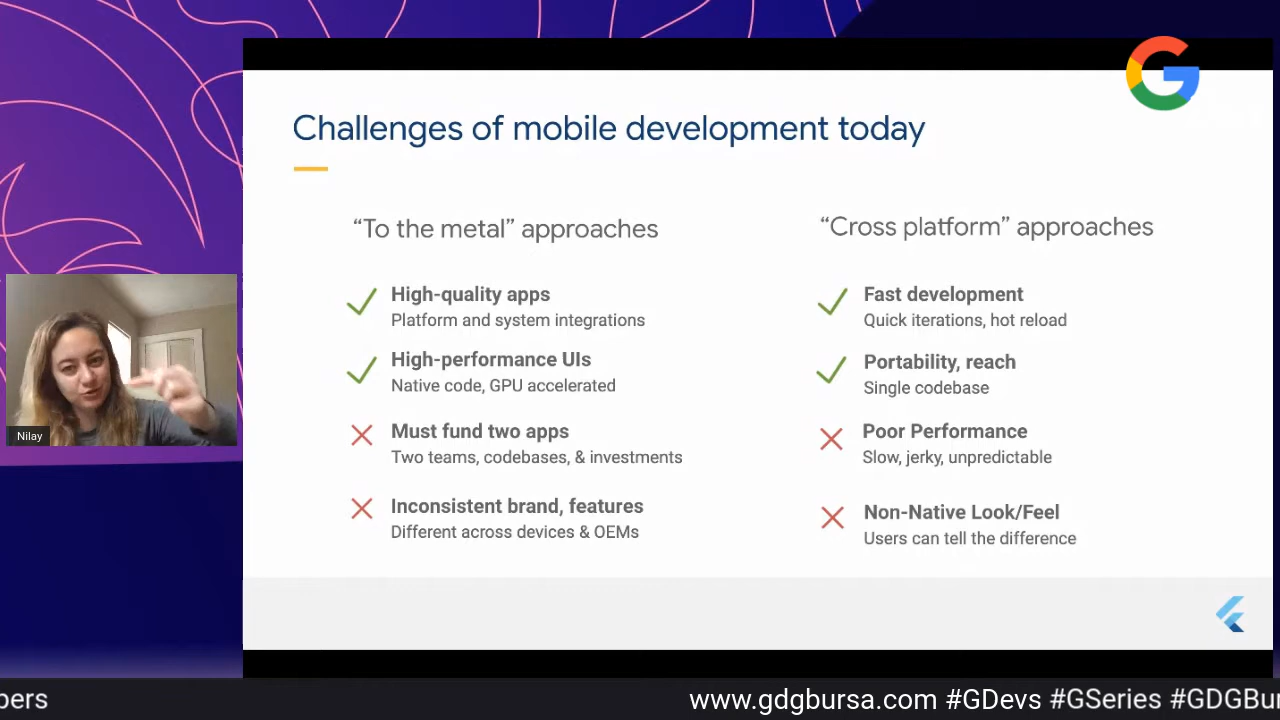 Challenges of mobile development today
“To the metal” approaches
High-quality apps
Platform and system integrations
High-performance UIs
Native code, GPU accelerated
Must fund two apps
Two teams, codebases, & investments
Inconsistent brand, features
Different across devices & OEMs
“Cross platform” approaches
Fast development
Quick iterations, hot reload
Portability, reach
Single codebase
Poor Performance
Slow, jerky, unpredictable
Non-Native Look/Feel
Users can tell the difference
Nilay
pers www.gdgbursa.com #GDevs #GSeries #GDGBur